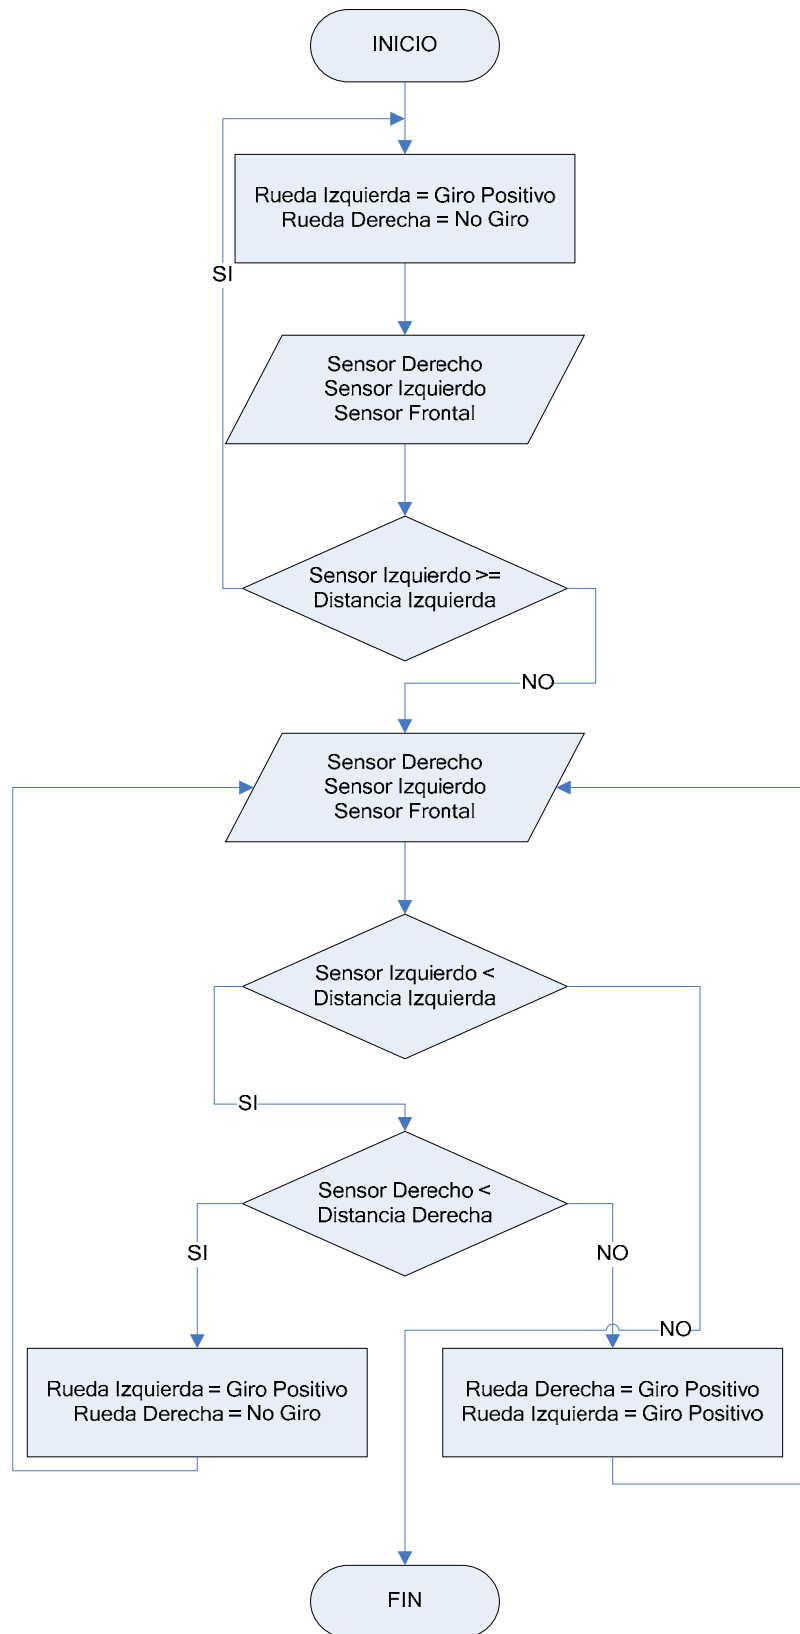 INICIO
Rueda Izquierda = Giro Positivo
Rueda Derecha = No Giro
SI
Sensor Derecho
Sensor Izquierdo
Sensor Frontal
Sensor Izquierdo >=
Distancia Izquierda
NO
Sensor Derecho
Sensor Izquierdo
Sensor Frontal
Sensor Izquierdo <
Distancia Izquierda
SI
Sensor Derecho <
Distancia Derecha
SI
NO
NO
Rueda Izquierda = Giro Positivo
Rueda Derecha = No Giro
Rueda Derecha = Giro Positivo
Rueda Izquierda = Giro Positivo
FIN